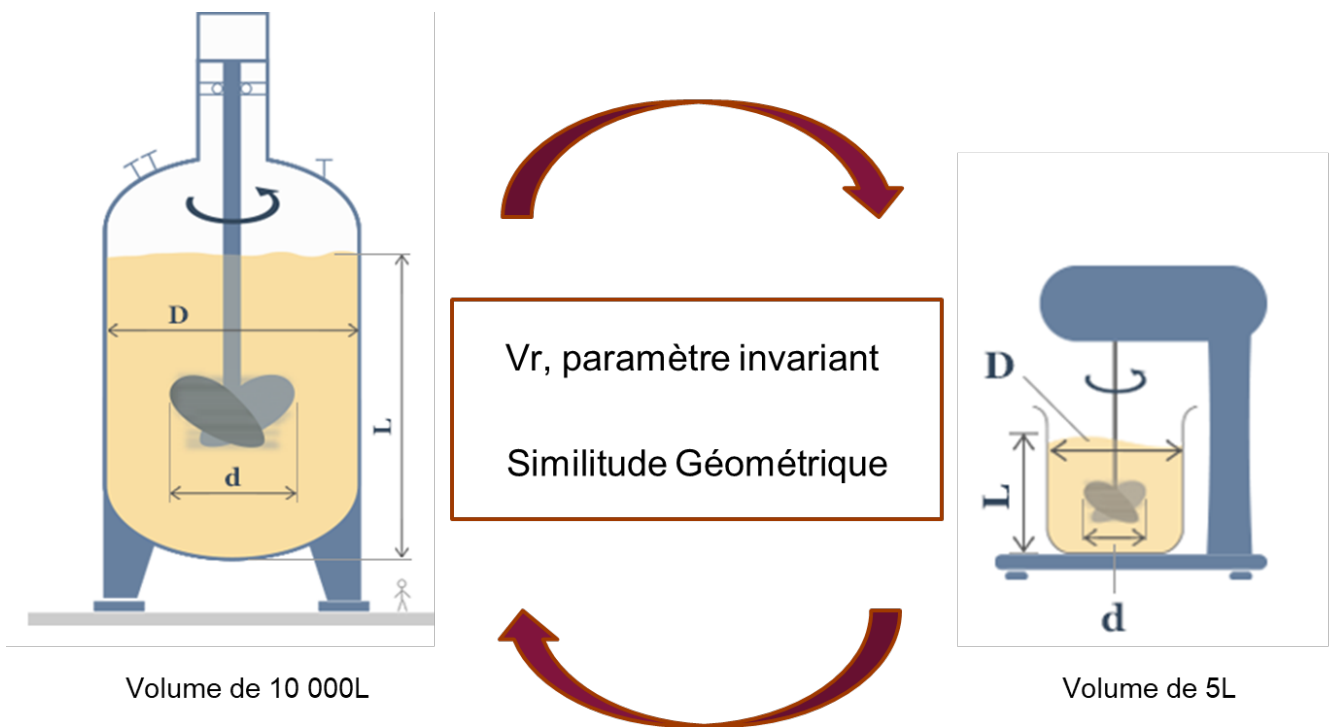 D
L
d
Volume de 10 000L
Vr, paramètre invariant
Similitude Géométrique
D
L
d
Volume de 5L